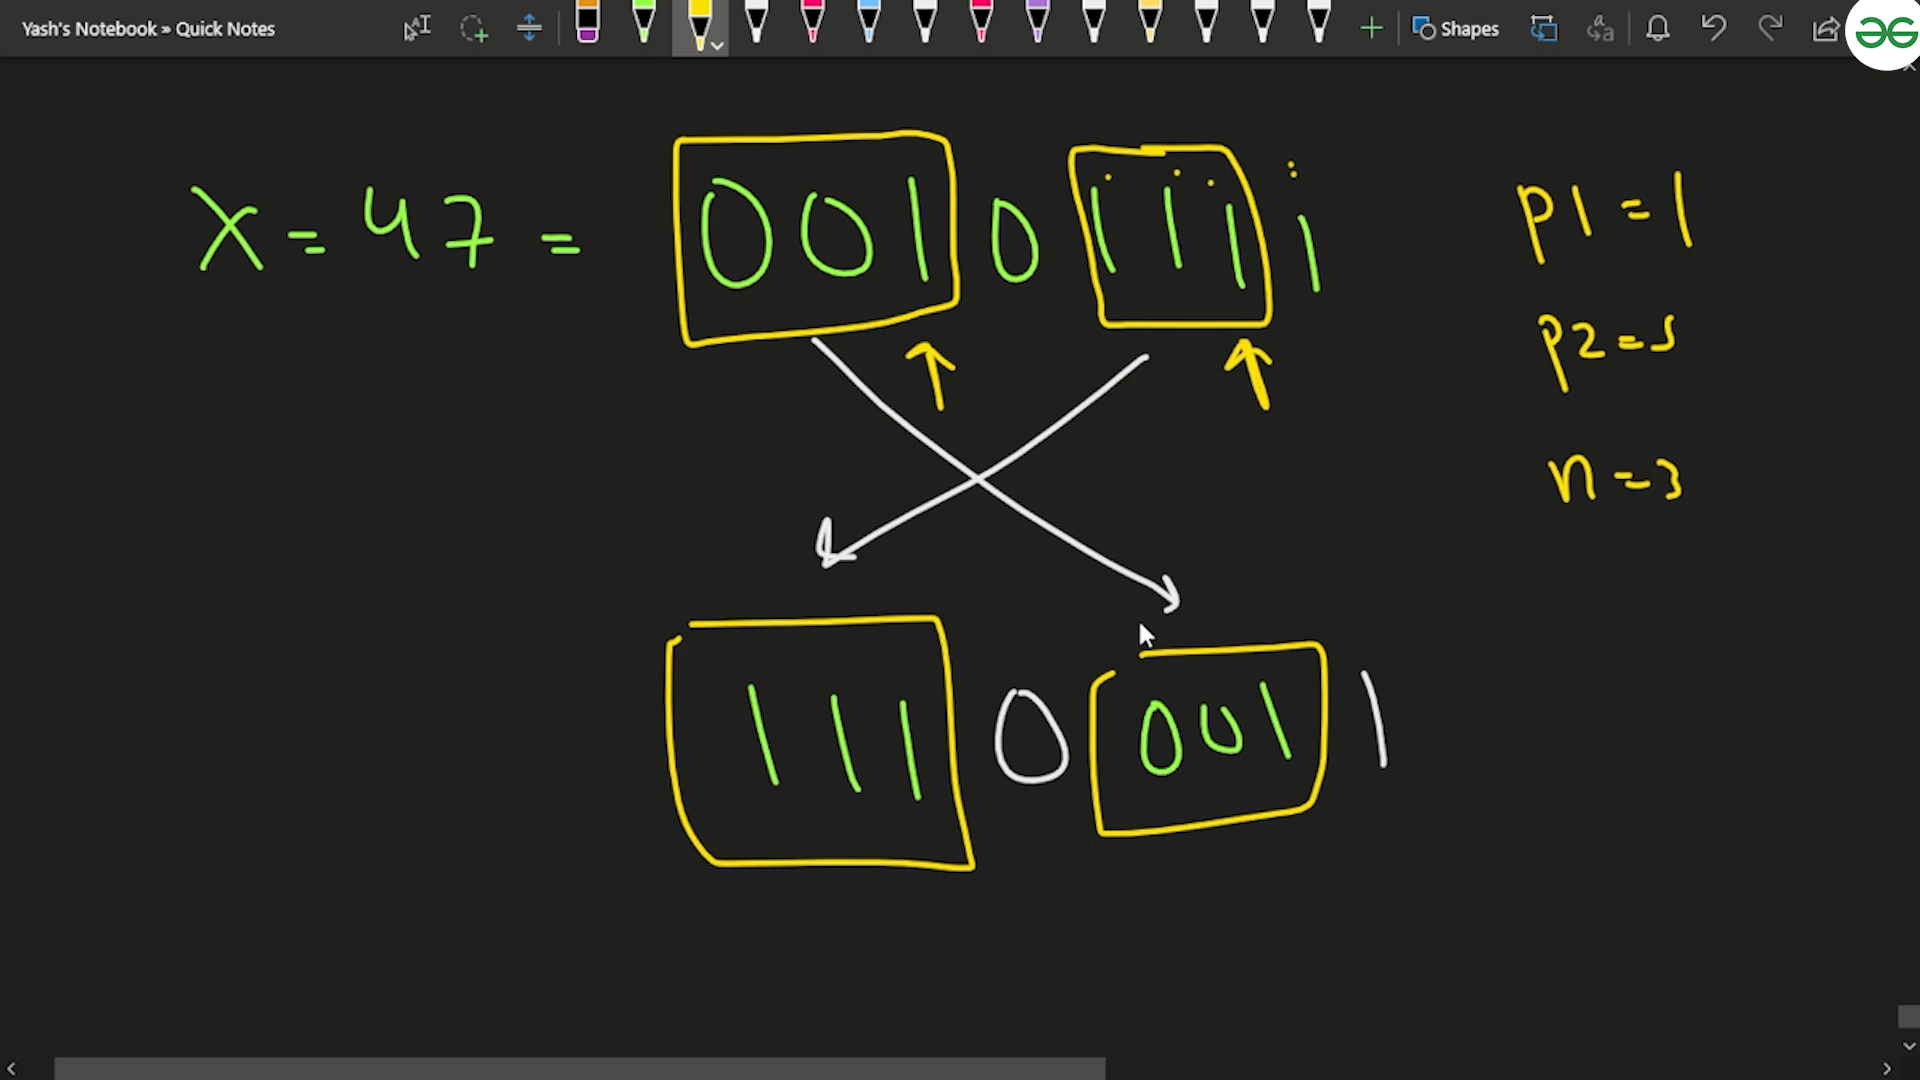 Yash's Notebook » Quick Notes
Shapes
X = 47 = 001 0 111 1
p1 = 1
p2 = 5
n = 3
111 0 001 1